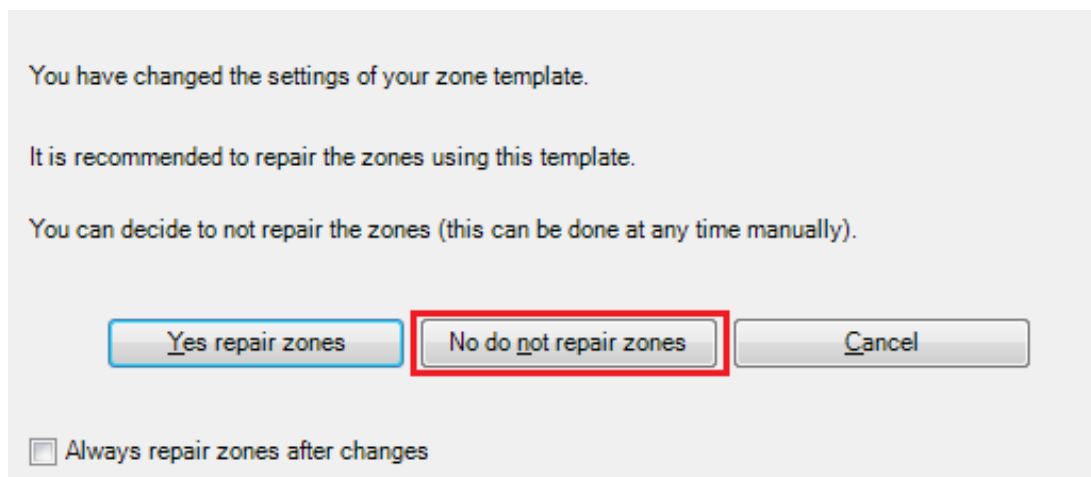 You have changed the settings of your zone template.
It is recommended to repair the zones using this template.
You can decide to not repair the zones (this can be done at any time manually).
Yes repair zones
No do not repair zones
Cancel
Always repair zones after changes